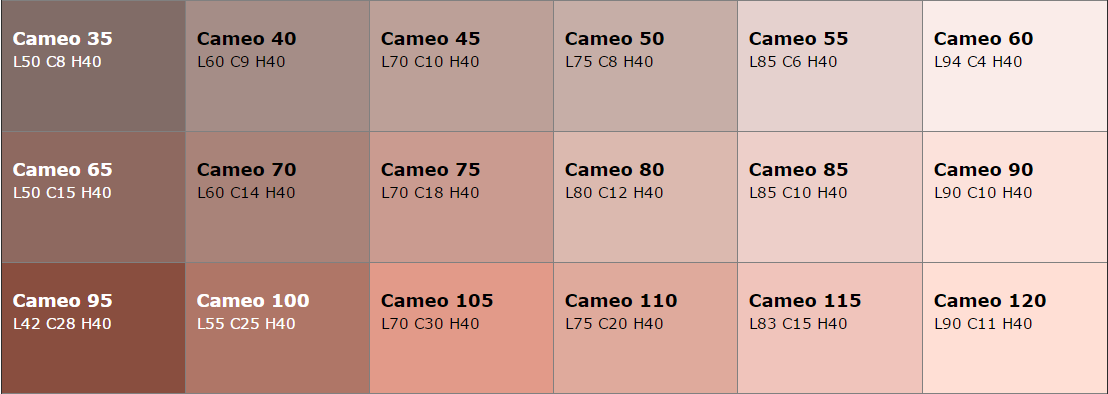 Cameo 35
L50 C8 H40
Cameo 40
L60 C9 H40
Cameo 45
L70 C10 H40
Cameo 50
L75 C8 H40
Cameo 55
L85 C6 H40
Cameo 60
L94 C4 H40
Cameo 65
L50 C15 H40
Cameo 70
L60 C14 H40
Cameo 75
L70 C18 H40
Cameo 80
L80 C12 H40
Cameo 85
L85 C10 H40
Cameo 90
L90 C10 H40
Cameo 95
L42 C28 H40
Cameo 100
L55 C25 H40
Cameo 105
L70 C30 H40
Cameo 110
L75 C20 H40
Cameo 115
L83 C15 H40
Cameo 120
L90 C11 H40